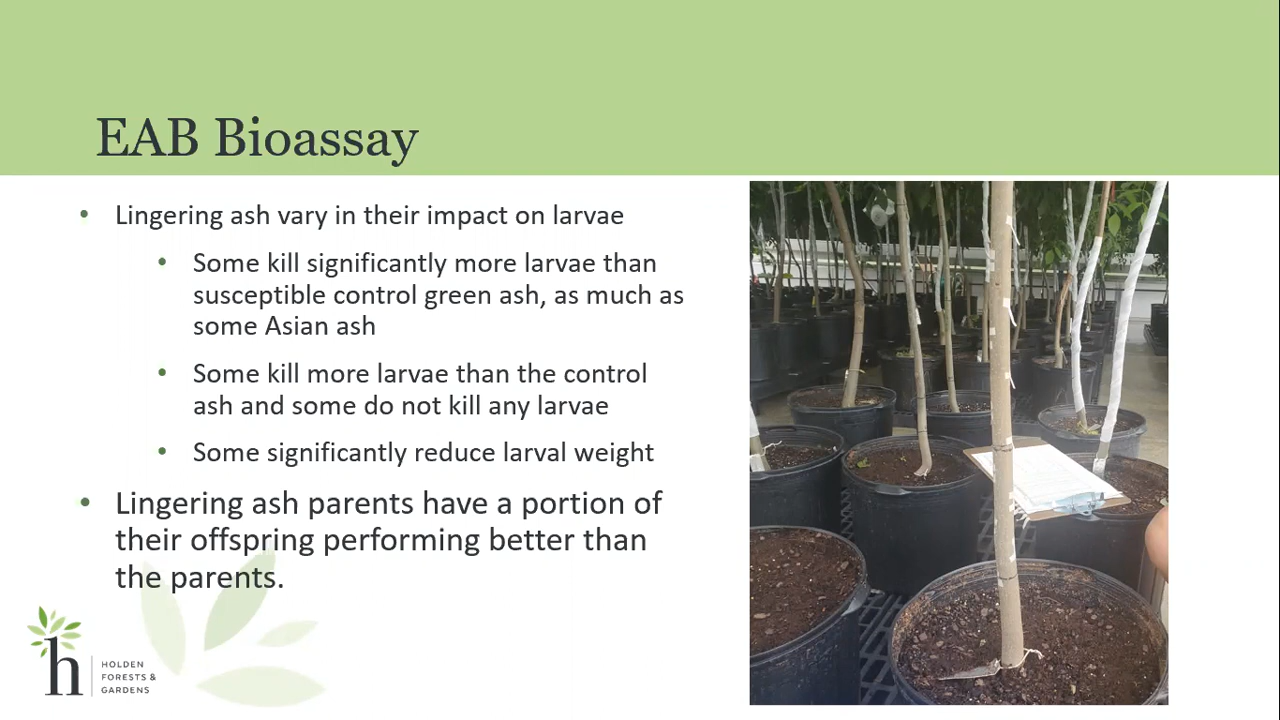 EAB Bioassay
• Lingering ash vary in their impact on larvae
• Some kill significantly more larvae than
susceptible control green ash, as much as
some Asian ash
• Some kill more larvae than the control
ash and some do not kill any larvae
• Some significantly reduce larval weight
• Lingering ash parents have a portion of
their offspring performing better than
the parents.
h
HOLDEN
FORESTS &
GARDENS